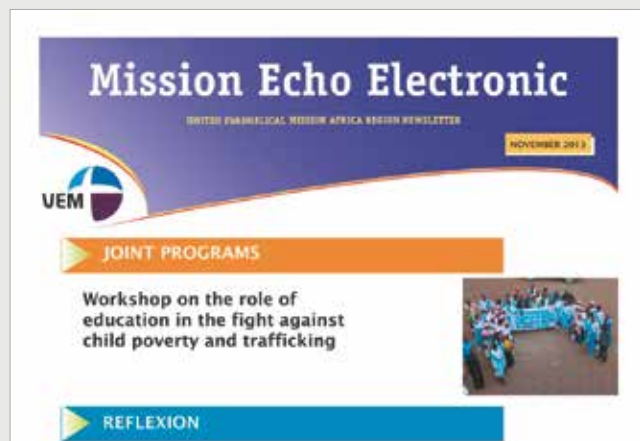 Mission Echo Electronic
UNITED EVANGELICAL MISSION AFRICA REGION NEWSLETTER
NOVEMBER 2013
VEM
JOINT PROGRAMS
Workshop on the role of
education in the fight against
child poverty and trafficking
REFLEXION